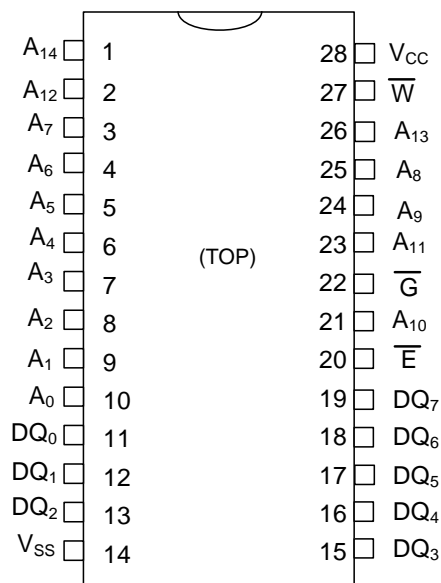 A14 1 28 VCC
A12 2 27 W̅
A7 3 26 A13
A6 4 25 A8
A5 5 24 A9
A4 6 23 A11
(TOP)
A3 7 22 G̅
A2 8 21 A10
A1 9 20 E̅
A0 10 19 DQ7
DQ0 11 18 DQ6
DQ1 12 17 DQ5
DQ2 13 16 DQ4
VSS 14 15 DQ3